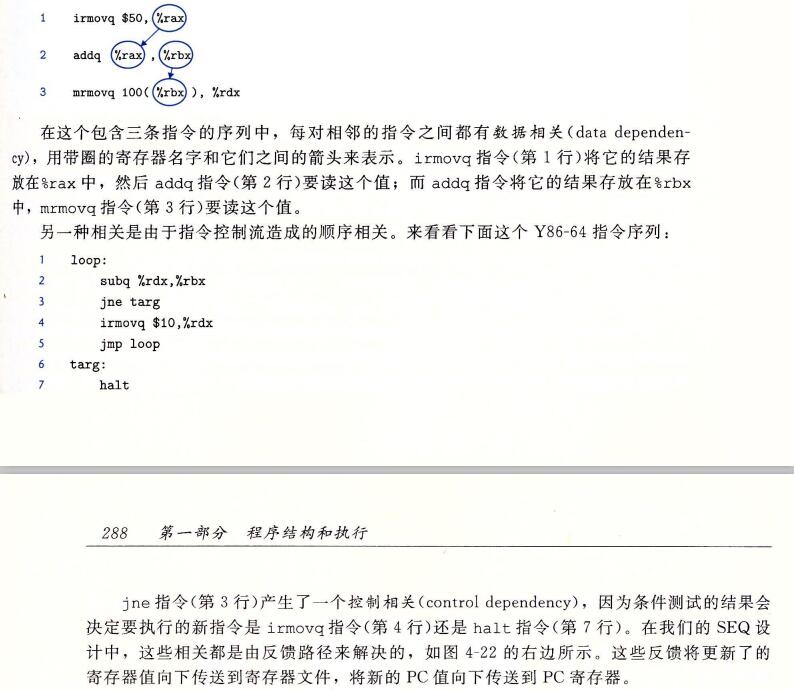 1 irmovq $50, %rax
2 addq %rax , %rbx
3 mrmovq 100( %rbx ), %rdx
在这个包含三条指令的序列中，每对相邻的指令之间都有数据相关(data dependen-
cy)，用带圈的寄存器名字和它们之间的箭头来表示。irmovq 指令(第 1 行)将它的结果存
放在%rax 中，然后 addq 指令(第 2 行)要读这个值；而 addq 指令将它的结果存放在%rbx
中，mrmovq 指令(第 3 行)要读这个值。
另一种相关是由于指令控制流造成的顺序相关。来看看下面这个 Y86-64 指令序列：
1 loop:
2 subq %rdx,%rbx
3 jne targ
4 irmovq $10,%rdx
5 jmp loop
6 targ:
7 halt
288 第一部分 程序结构和执行
jne 指令(第 3 行)产生了一个控制相关(control dependency)，因为条件测试的结果会
决定要执行的新指令是 irmovq 指令(第 4 行)还是 halt 指令(第 7 行)。在我们的 SEQ 设
计中，这些相关都是由反馈路径来解决的，如图 4-22 的右边所示。这些反馈将更新了的
寄存器值向下传送到寄存器文件，将新的 PC 值向下传送到 PC 寄存器。